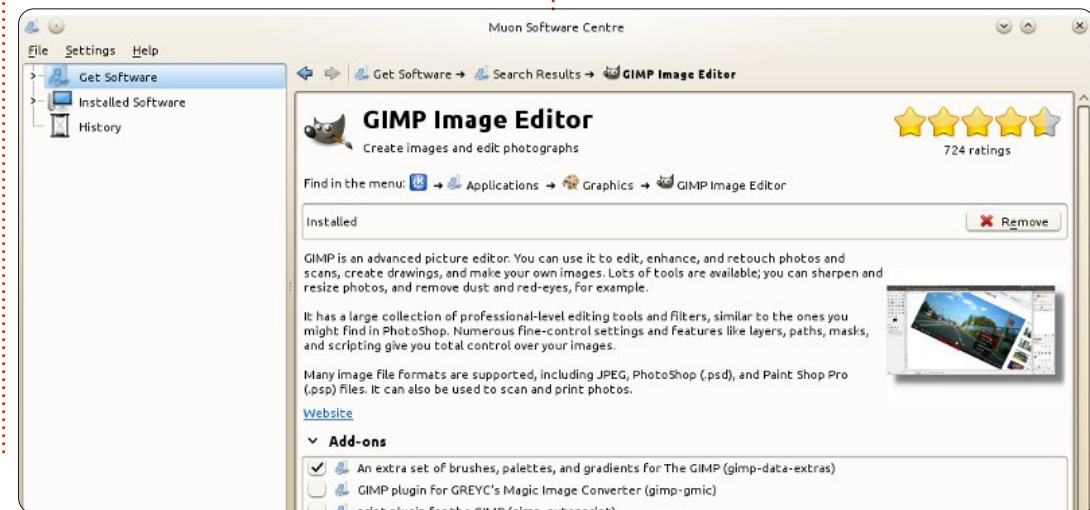 Muon Software Centre
File Settings Help
Get Software
Installed Software
History
Get Software → Search Results → GIMP Image Editor
GIMP Image Editor
Create images and edit photographs
724 ratings
Find in the menu: → Applications → Graphics → GIMP Image Editor
Installed
Remove
GIMP is an advanced picture editor. You can use it to edit, enhance, and retouch photos and
scans, create drawings, and make your own images. Lots of tools are available; you can sharpen and
resize photos, and remove dust and red-eyes, for example.
It has a large collection of professional-level editing tools and filters, similar to the ones you
might find in PhotoShop. Numerous fine-control settings and features like layers, paths, masks,
and scripting give you total control over your images.
Many image file formats are supported, including JPEG, PhotoShop (.psd), and Paint Shop Pro
(.psp) files. It can also be used to scan and print photos.
Website
Add-ons
An extra set of brushes, palettes, and gradients for The GIMP (gimp-data-extras)
GIMP plugin for GREYC's Magic Image Converter (gimp-gmic)
print plugin for the GIMP (gimp-gutenprint)